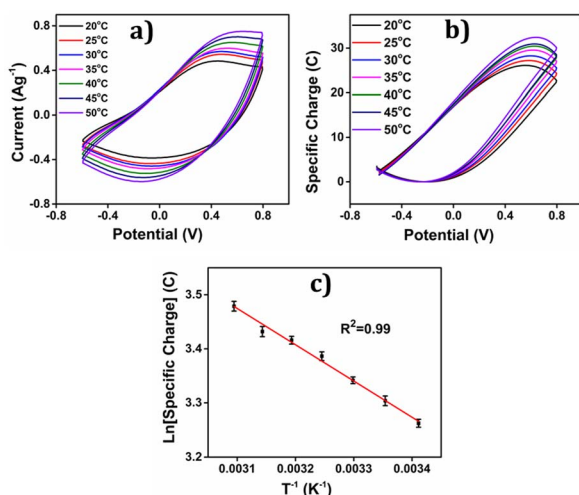 a)
20°C
25°C
30°C
35°C
40°C
45°C
50°C
Current (Ag⁻¹)
0.8
0.4
0.0
-0.4
-0.8
-0.8 -0.4 0.0 0.4 0.8
Potential (V)
b)
20°C
25°C
30°C
35°C
40°C
45°C
50°C
Specific Charge (C)
30
20
10
0
-0.8 -0.4 0.0 0.4 0.8
Potential (V)
c)
R²=0.99
Ln[Specific Charge] (C)
3.5
3.4
3.3
3.2
0.0031 0.0032 0.0033 0.0034
T⁻¹ (K⁻¹)